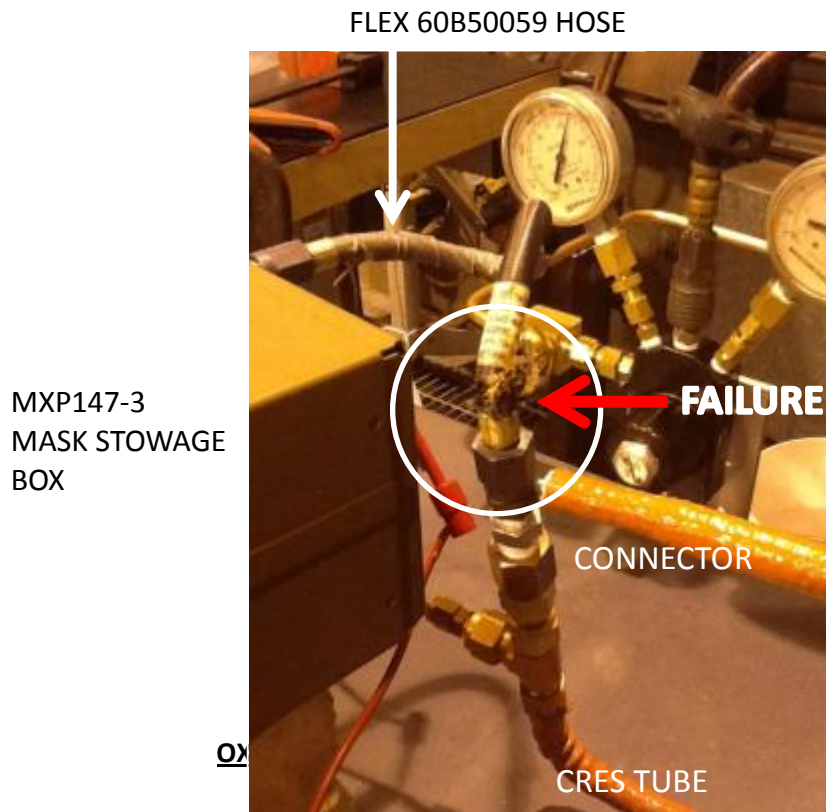 FLEX 60B50059 HOSE
MXP147-3
MASK STOWAGE
BOX
FAILURE
CONNECTOR
CRES TUBE